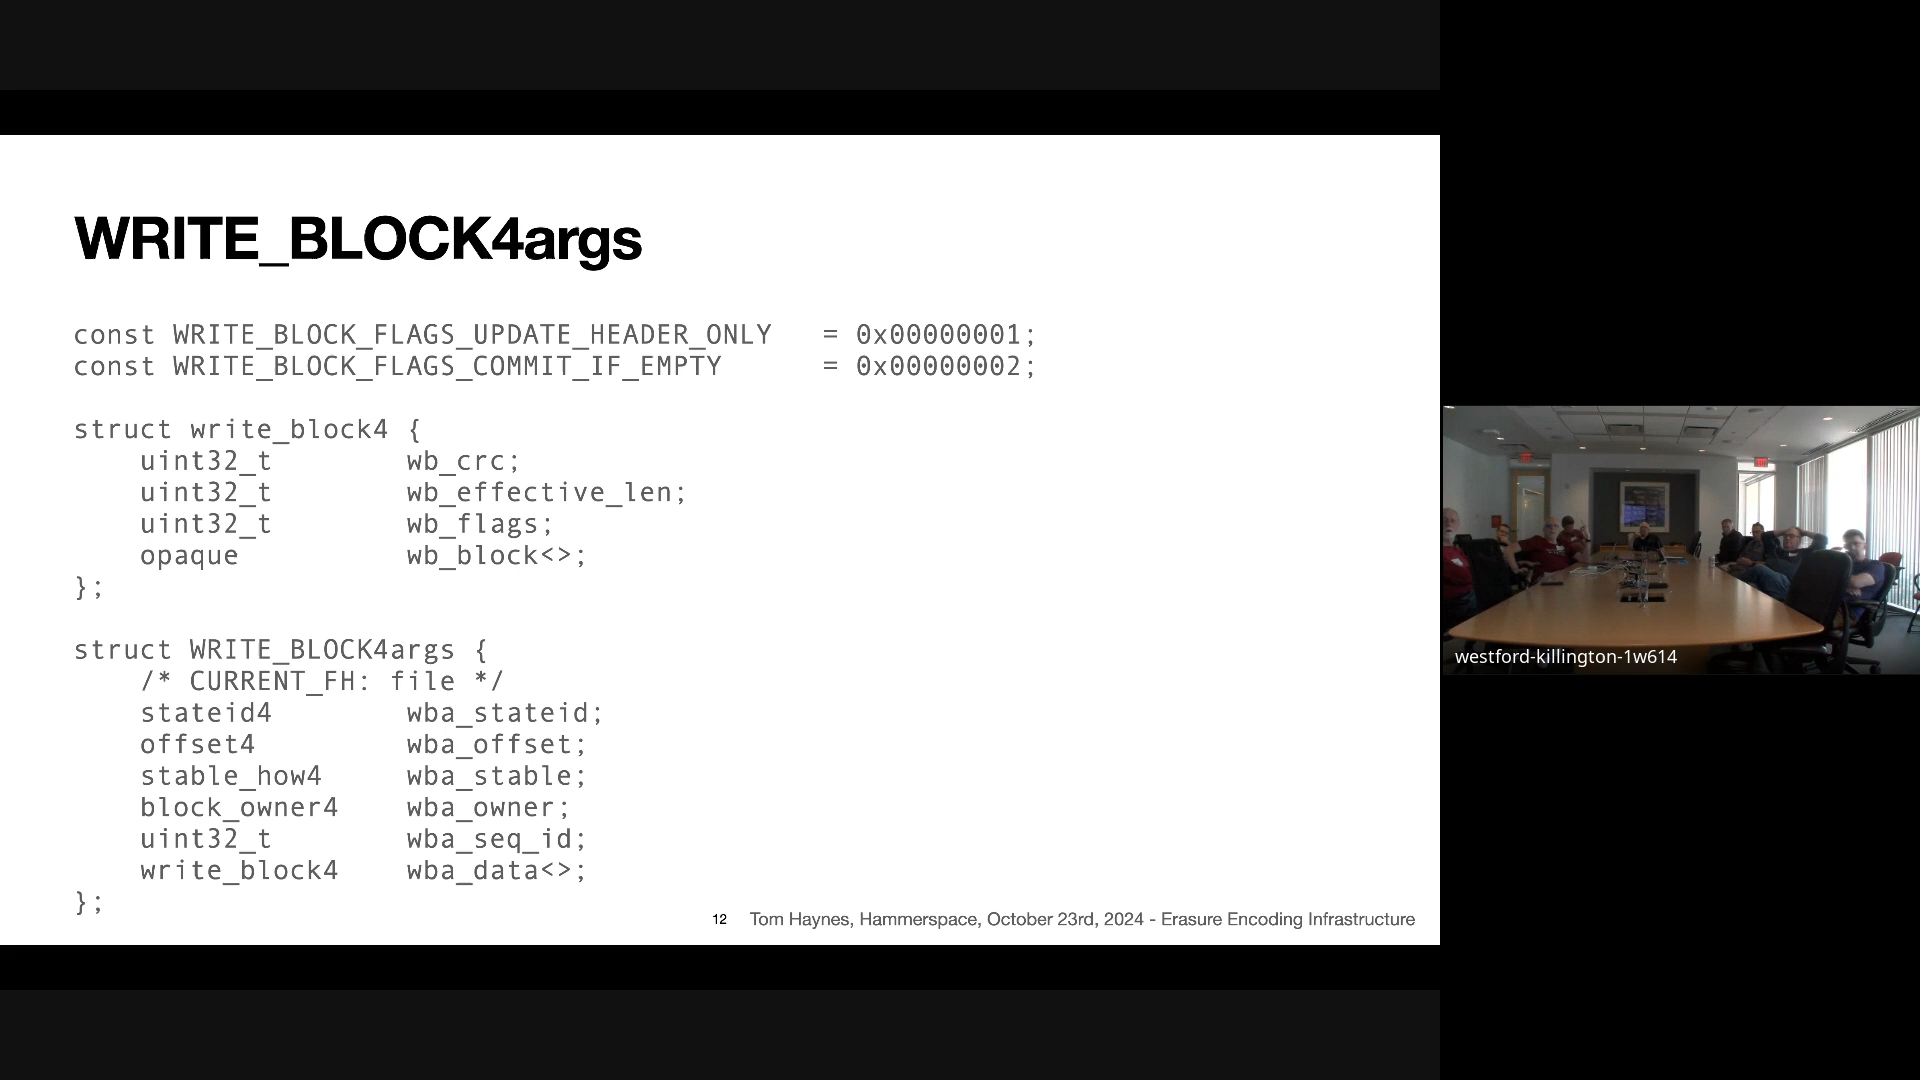 WRITE_BLOCK4args
const WRITE_BLOCK_FLAGS_UPDATE_HEADER_ONLY = 0x00000001;
const WRITE_BLOCK_FLAGS_COMMIT_IF_EMPTY = 0x00000002;
struct write_block4 {
uint32_t wb_crc;
uint32_t wb_effective_len;
uint32_t wb_flags;
opaque wb_block<>;
};
struct WRITE_BLOCK4args {
/* CURRENT_FH: file */
stateid4 wba_stateid;
offset4 wba_offset;
stable_how4 wba_stable;
block_owner4 wba_owner;
uint32_t wba_seq_id;
write_block4 wba_data<>;
};
12 Tom Haynes, Hammerspace, October 23rd, 2024 - Erasure Encoding Infrastructure
westford-killington-1w614